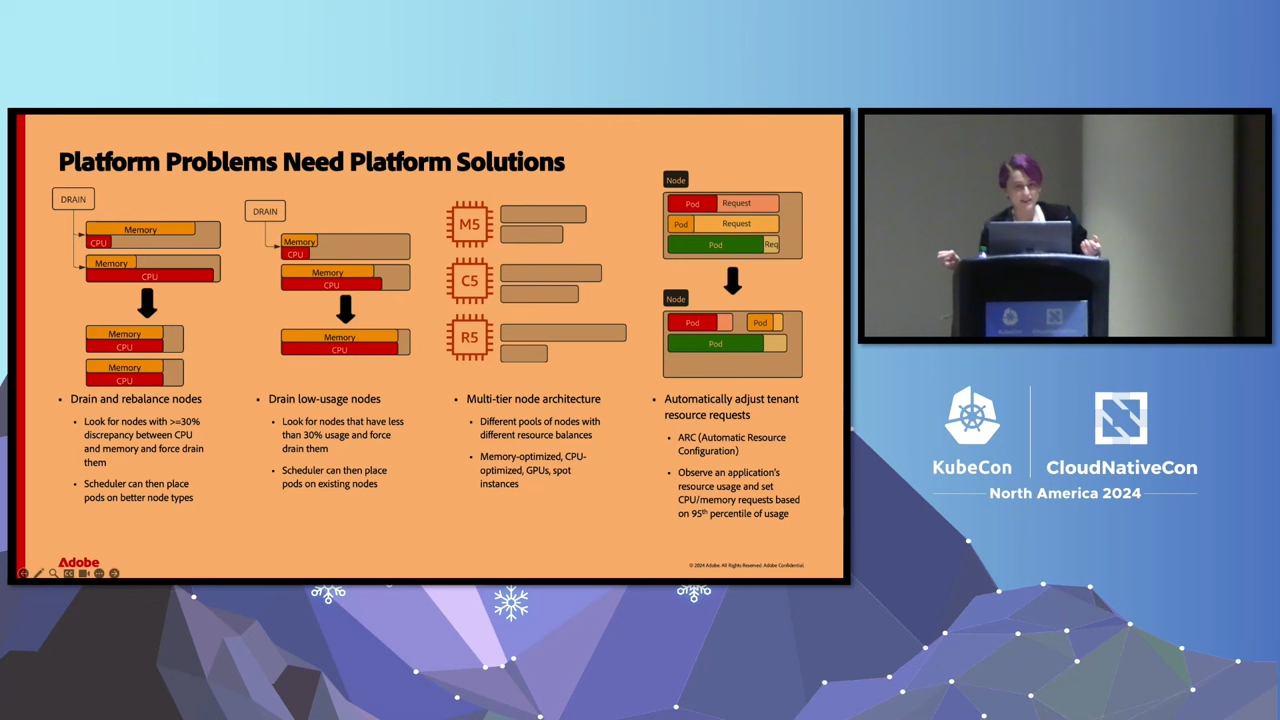 Platform Problems Need Platform Solutions
DRAIN
Memory
CPU
Memory
CPU
Memory
CPU
Memory
CPU
• Drain and rebalance nodes
• Look for nodes with >=30%
discrepancy between CPU
and memory and force drain
them
• Scheduler can then place
pods on better node types
DRAIN
Memory
CPU
Memory
CPU
Memory
CPU
• Drain low-usage nodes
• Look for nodes that have less
than 30% usage and force
drain them
• Scheduler can then place
pods on existing nodes
M5
C5
R5
• Multi-tier node architecture
• Different pools of nodes with
different resource balances
• Memory-optimized, CPU-
optimized, GPUs, spot
instances
Node
Pod Request
Pod Request
Pod Req
Node
Pod Pod
Pod
• Automatically adjust tenant
resource requests
• ARC (Automatic Resource
Configuration)
• Observe an application's
resource usage and set
CPU/memory requests based
on 95th percentile of usage
Adobe
© 2024 Adobe. All Rights Reserved. Adobe Confidential.
KubeCon
CloudNativeCon
North America 2024